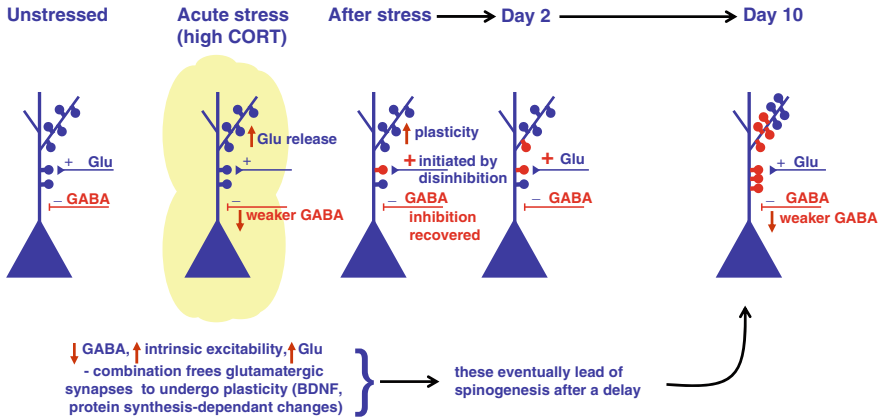 Unstressed
Acute stress
(high CORT)
After stress
Day 2
Day 10
+ Glu
− GABA
Glu release
+
−
weaker GABA
plasticity
+ initiated by
disinhibition
− GABA
inhibition
recovered
+ Glu
− GABA
+ Glu
− GABA
weaker GABA
GABA, intrinsic excitability, Glu
- combination frees glutamatergic
synapses to undergo plasticity (BDNF,
protein synthesis-dependant changes)
these eventually lead of
spinogenesis after a delay